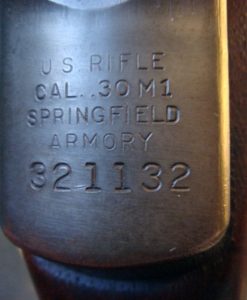 U.S. RIFLE
CAL..30 M1
SPRINGFIELD
ARMORY
321132